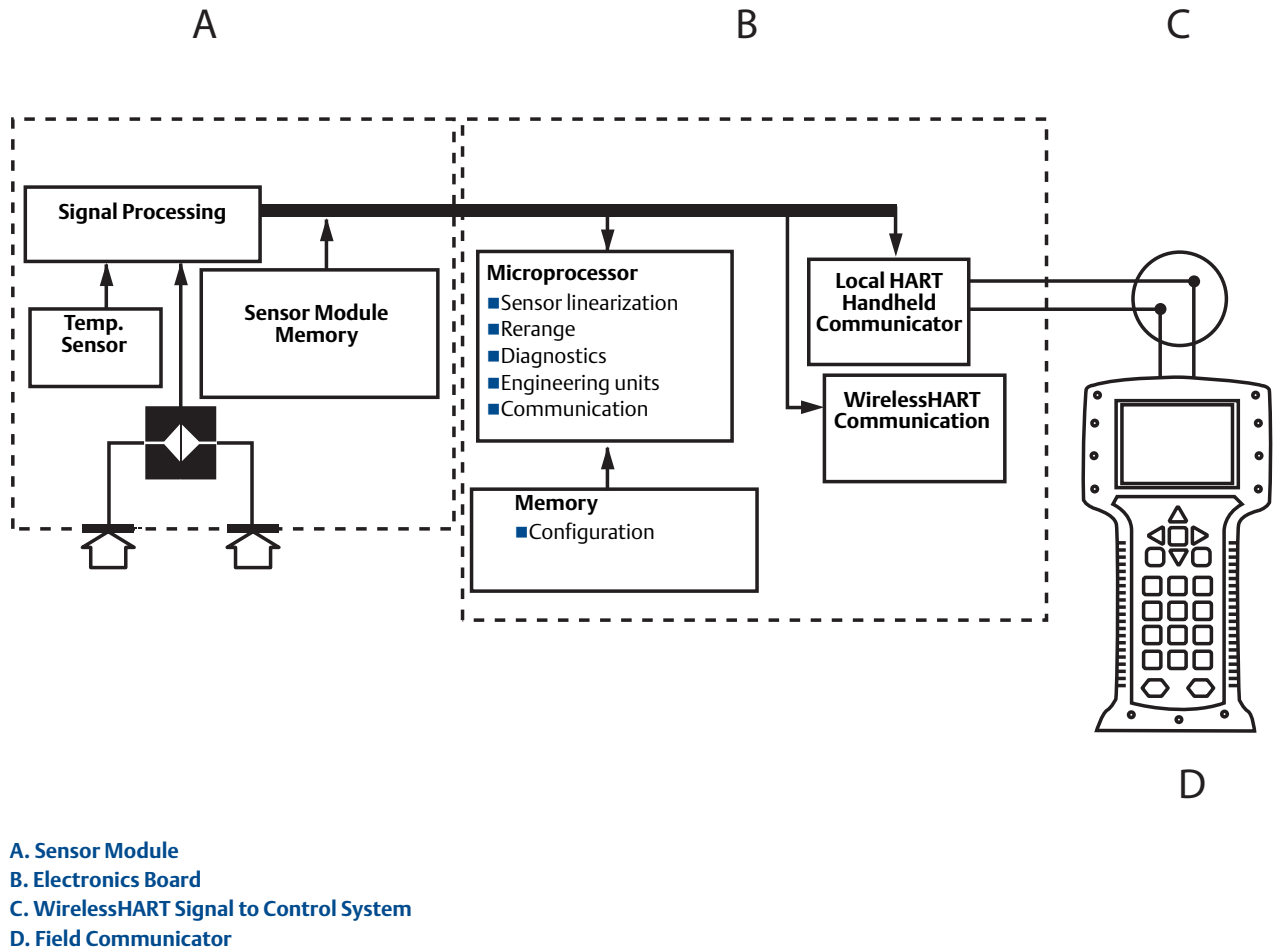 A
B
C
Signal Processing
Temp.
Sensor
Sensor Module
Memory
Microprocessor
■Sensor linearization
■Rerange
■Diagnostics
■Engineering units
■Communication
Memory
■Configuration
Local HART
Handheld
Communicator
WirelessHART
Communication
D
A. Sensor Module
B. Electronics Board
C. WirelessHART Signal to Control System
D. Field Communicator